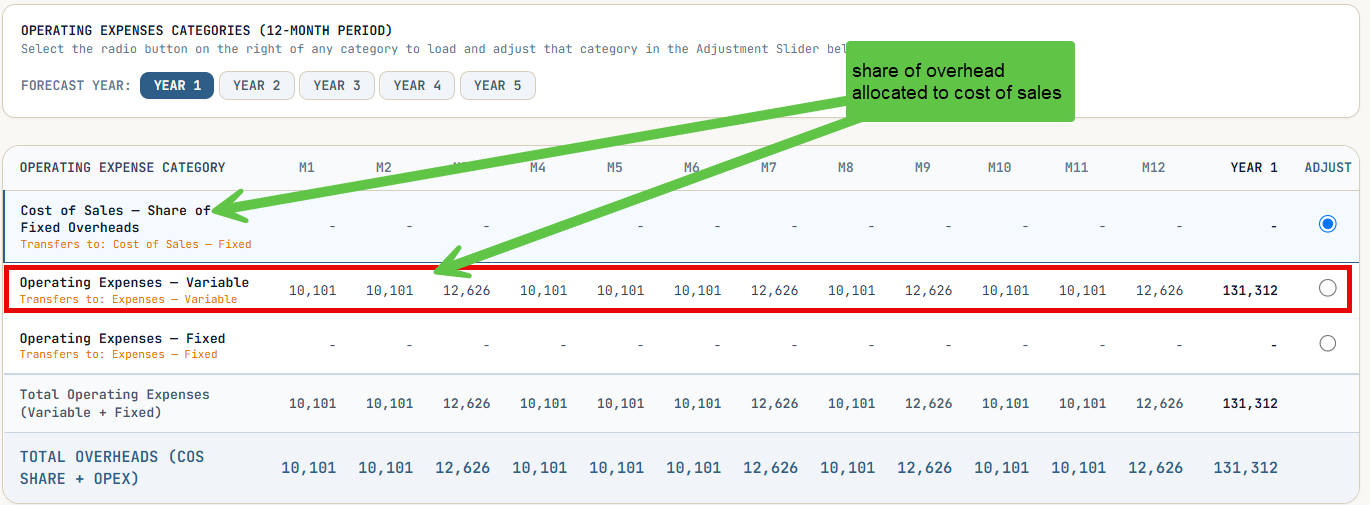 OPERATING EXPENSES CATEGORIES (12-MONTH PERIOD)
Select the radio button on the right of any category to load and adjust that category in the Adjustment Slider
share of overhead
allocated to cost of sales
FORECAST YEAR: YEAR 1 YEAR 2 YEAR 3 YEAR 4 YEAR 5
OPERATING EXPENSE CATEGORY M1 M2 M4 M5 M6 M7 M8 M9 M10 M11 M12 YEAR 1 ADJUST
Cost of Sales – Share of
Fixed Overheads - - - - - - - - - - - - -
Transfers to: Cost of Sales – Fixed
Operating Expenses – Variable
10,101 10,101 12,626 10,101 10,101 10,101 12,626 10,101 12,626 10,101 10,101 12,626 131,312
Transfers to: Expenses – Variable
Operating Expenses – Fixed
- - - - - - - - - - - - -
Transfers to: Expenses – Fixed
Total Operating Expenses
(Variable + Fixed)
10,101 10,101 12,626 10,101 10,101 10,101 12,626 10,101 12,626 10,101 10,101 12,626 131,312
TOTAL OVERHEADS (COS
SHARE + OPEX)
10,101 10,101 12,626 10,101 10,101 10,101 12,626 10,101 12,626 10,101 10,101 12,626 131,312